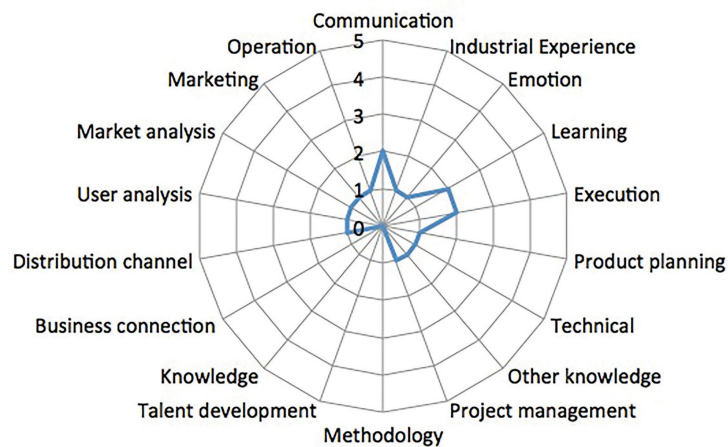 Communication
5
Operation
Industrial Experience
Marketing
4
Emotion
Market analysis
3
Learning
2
User analysis
1
Execution
0
Distribution channel
Product planning
Business connection
Technical
Knowledge
Other knowledge
Talent development
Project management
Methodology